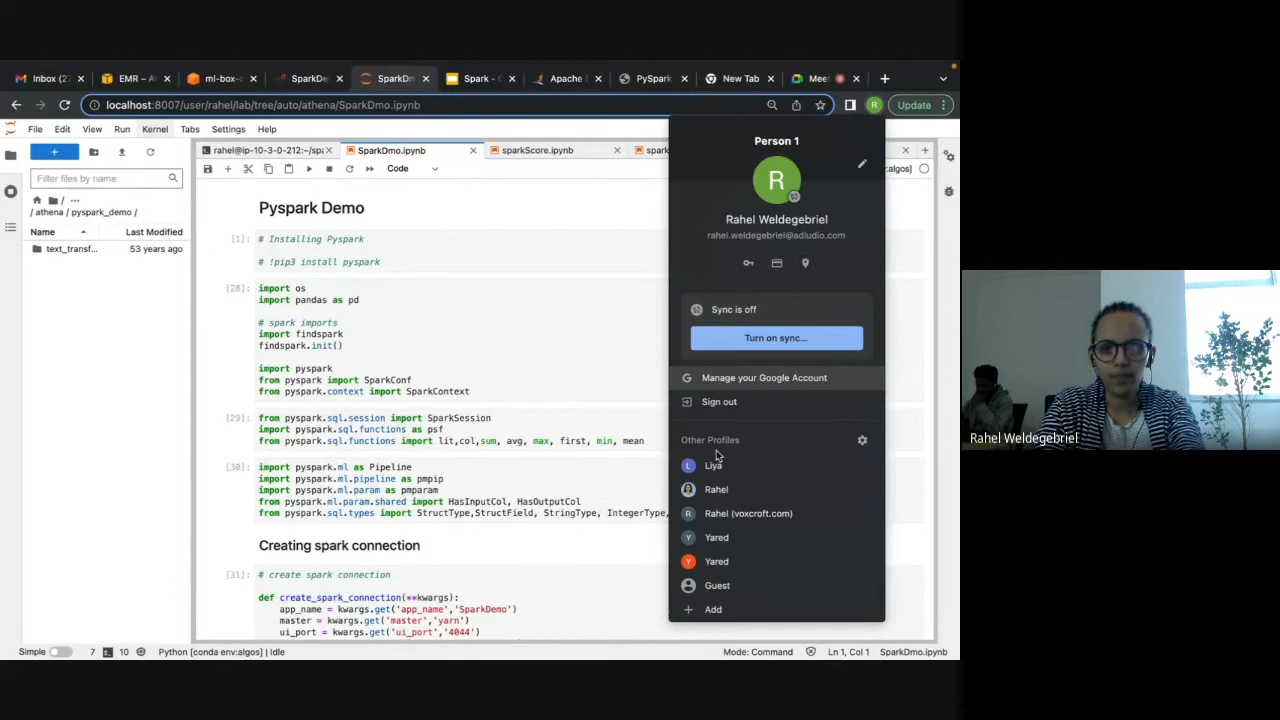 Inbox (2
EMR – A
ml-box-
SparkDe
SparkDm
Spark -
Apache
PySpark
New Tab
Meet
localhost:8007/user/rahel/lab/tree/auto/athena/SparkDmo.ipynb
R
Update
File Edit View Run Kernel Tabs Settings Help
rahel@ip-10-3-0-212:~/spa
SparkDmo.ipynb
sparkScore.ipynb
spark
Code
:algos]
Filter files by name
/ athena / pyspark_demo /
Name
Last Modified
text_transf...
53 years ago
Pyspark Demo
[1]:
# Installing Pyspark
# !pip3 install pyspark
[28]:
import os
import pandas as pd
# spark imports
import findspark
findspark.init()
import pyspark
from pyspark import SparkConf
from pyspark.context import SparkContext
[29]:
from pyspark.sql.session import SparkSession
import pyspark.sql.functions as psf
from pyspark.sql.functions import lit,col,sum, avg, max, first, min, mean
[30]:
import pyspark.ml as Pipeline
import pyspark.ml.pipeline as pmpip
import pyspark.ml.param as pmparam
from pyspark.ml.param.shared import HasInputCol, HasOutputCol
from pyspark.sql.types import StructType,StructField, StringType, IntegerType,
Creating spark connection
[31]:
# create spark connection
def create_spark_connection(**kwargs):
app_name = kwargs.get('app_name','SparkDemo')
master = kwargs.get('master','yarn')
ui_port = kwargs.get('ui_port','4044')
Person 1
R
Rahel Weldegebriel
rahel.weldegebriel@adludio.com
Sync is off
Turn on sync...
G Manage your Google Account
Sign out
Other Profiles
L Liya
Rahel
R Rahel (voxcroft.com)
Y Yared
Y Yared
Guest
Add
Simple
7
10
Python [conda env:algos] | Idle
Mode: Command
Ln 1, Col 1
SparkDmo.ipynb
Rahel Weldegebriel